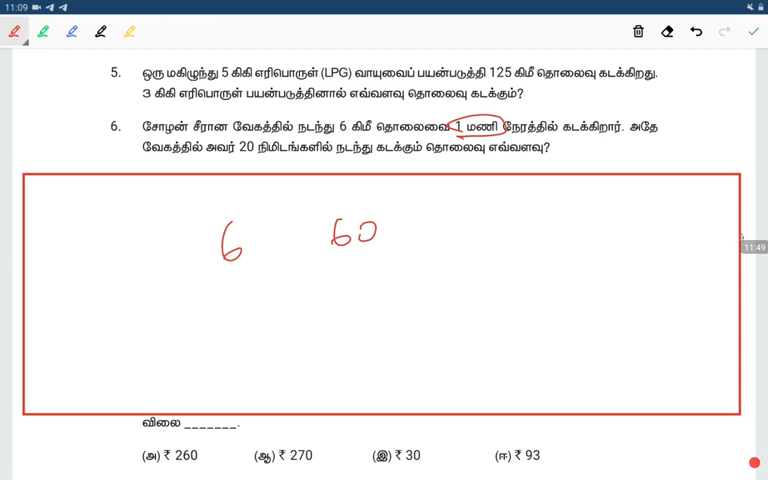 11:09
5. ஒரு மகிழுந்து 5 கிகி எரிபொருள் (LPG) வாயுவைப் பயன்படுத்தி 125 கிமீ தொலைவு கடக்கிறது.
3 கிகி எரிபொருள் பயன்படுத்தினால் எவ்வளவு தொலைவு கடக்கும்?
6. சோழன் சீரான வேகத்தில் நடந்து 6 கிமீ தொலைவை 1 மணி நேரத்தில் கடக்கிறார். அதே
வேகத்தில் அவர் 20 நிமிடங்களில் நடந்து கடக்கும் தொலைவு எவ்வளவு?
6 60
11:49
விலை _______.
(அ) ₹ 260 (ஆ) ₹ 270 (இ) ₹ 30 (ஈ) ₹ 93